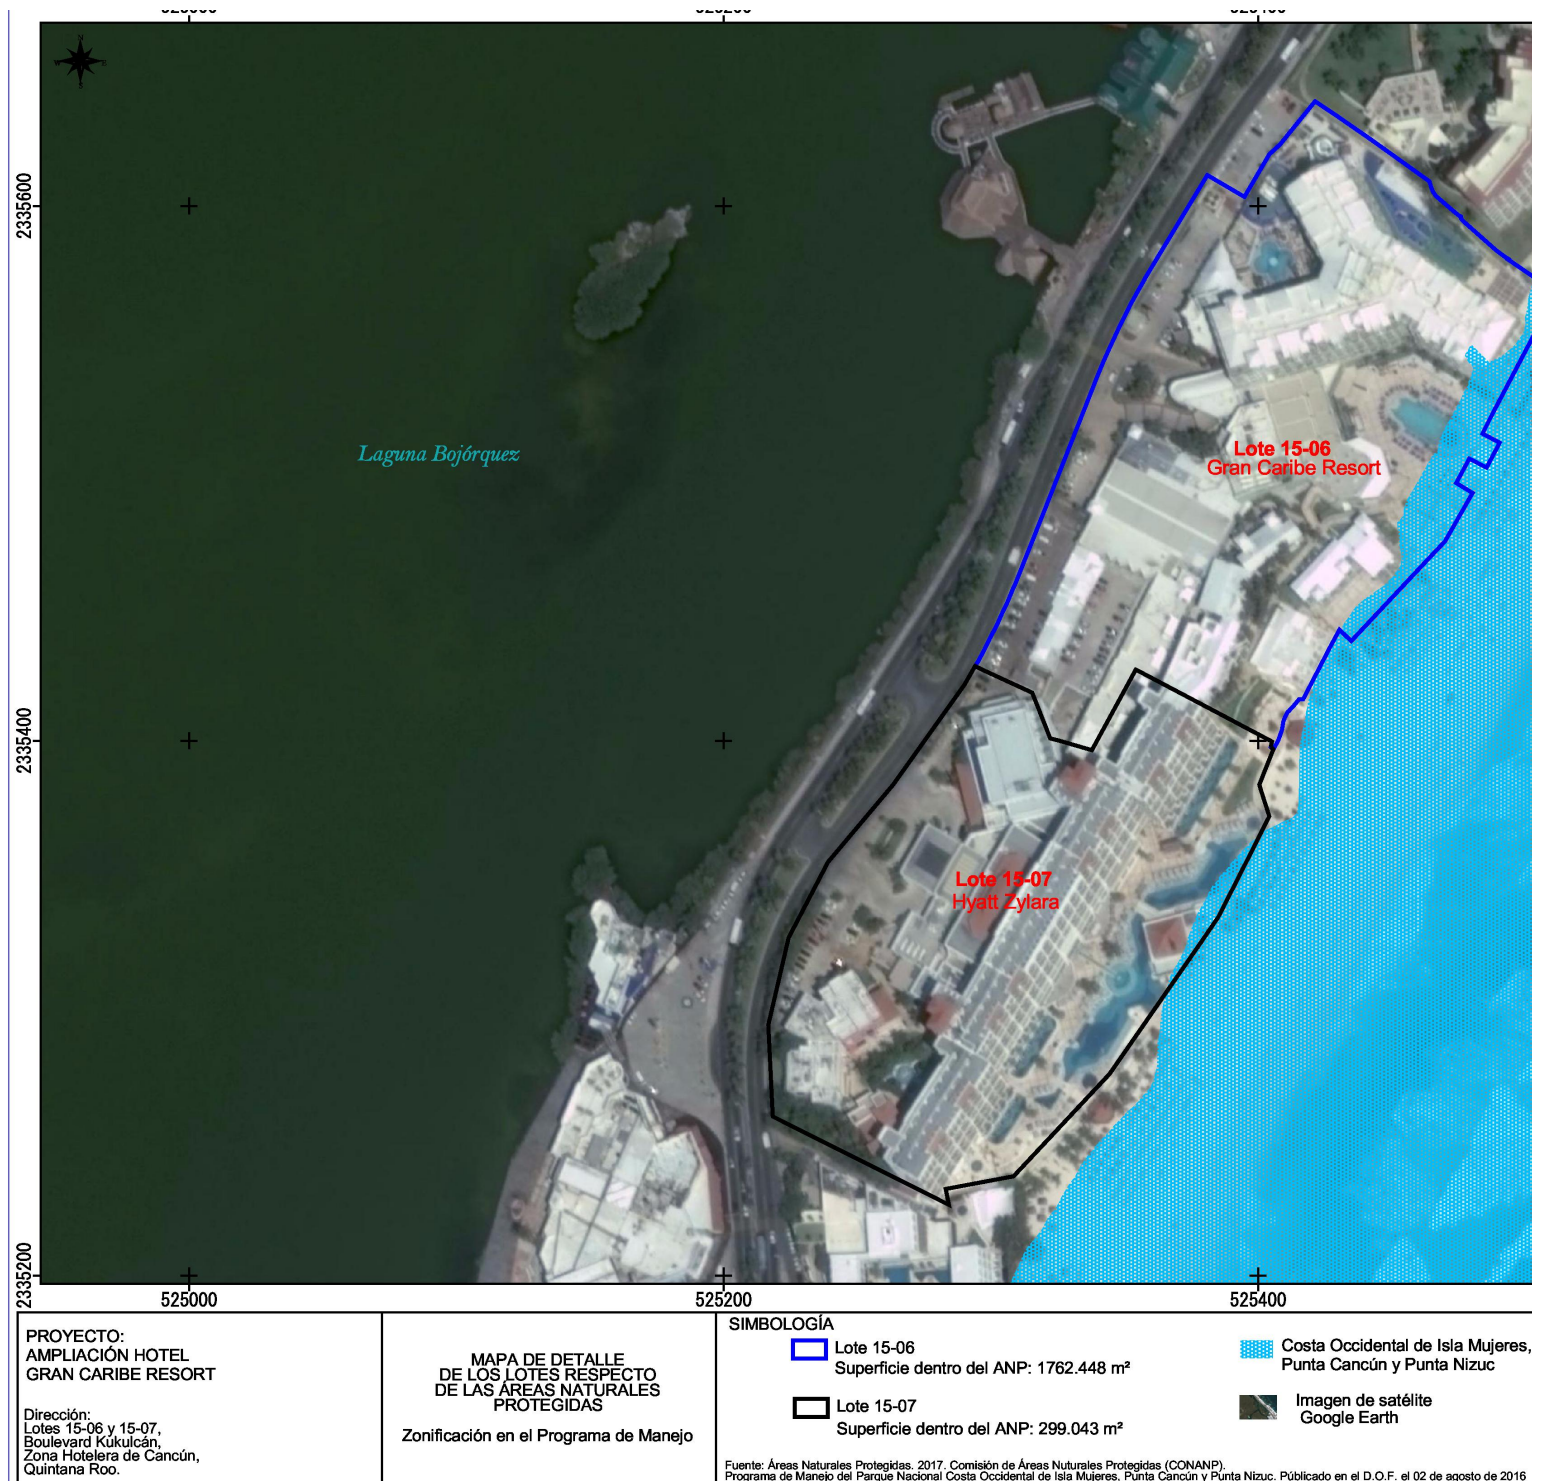 525000
525200
525400
2335600
2335400
2335200
Laguna Bojórquez
Lote 15-06
Gran Caribe Resort
Lote 15-07
Hyatt Zylara
525000
525200
525400
PROYECTO:
AMPLIACIÓN HOTEL
GRAN CARIBE RESORT
Dirección:
Lotes 15-06 y 15-07,
Boulevard Kukulcán,
Zona Hotelera de Cancún,
Quintana Roo.
MAPA DE DETALLE
DE LOS LOTES RESPECTO
DE LAS ÁREAS NATURALES
PROTEGIDAS
Zonificación en el Programa de Manejo
SIMBOLOGÍA
Lote 15-06
Superficie dentro del ANP: 1762.448 m²
Lote 15-07
Superficie dentro del ANP: 299.043 m²
Costa Occidental de Isla Mujeres,
Punta Cancún y Punta Nizuc
Imagen de satélite
Google Earth
Fuente: Áreas Naturales Protegidas. 2017. Comisión de Áreas Naturales Protegidas (CONANP).
Programa de Manejo del Parque Nacional Costa Occidental de Isla Mujeres, Punta Cancún y Punta Nizuc. Públicado en el D.O.F. el 02 de agosto de 2016